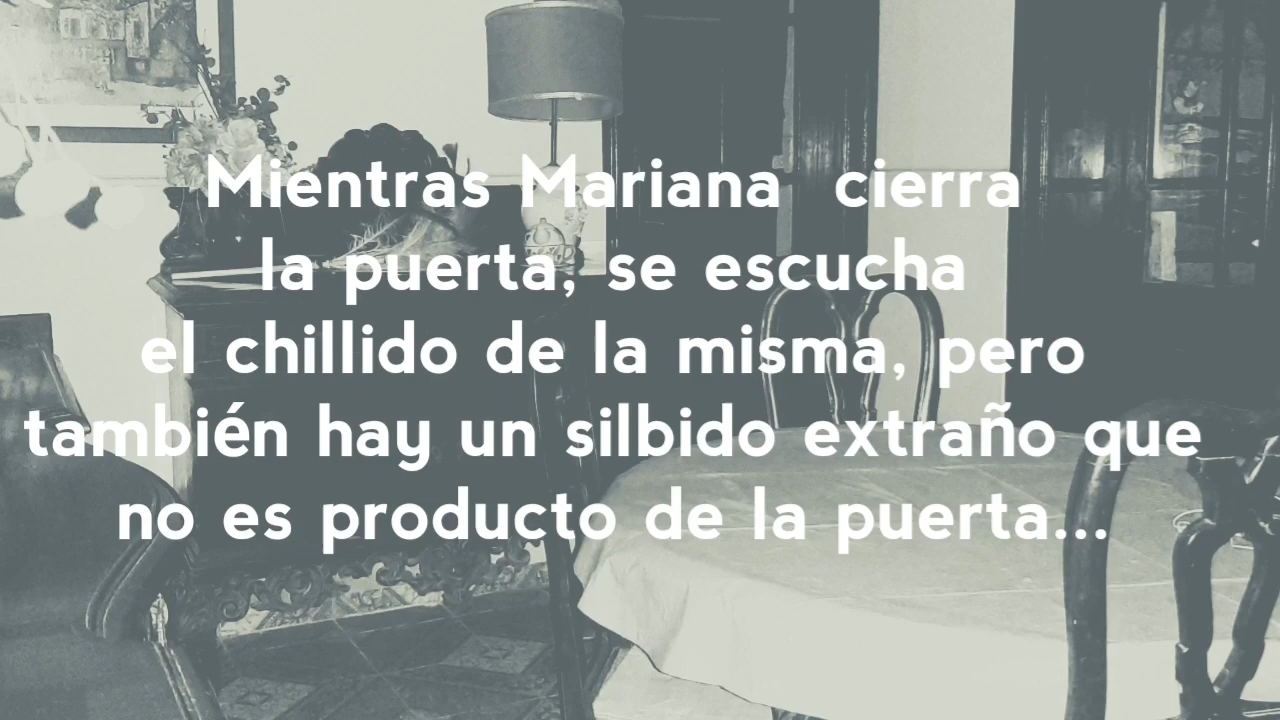 Mientras Mariana  cierra
la puerta, se escucha
el chillido de la misma, pero
también hay un silbido extraño que
no es producto de la puerta...